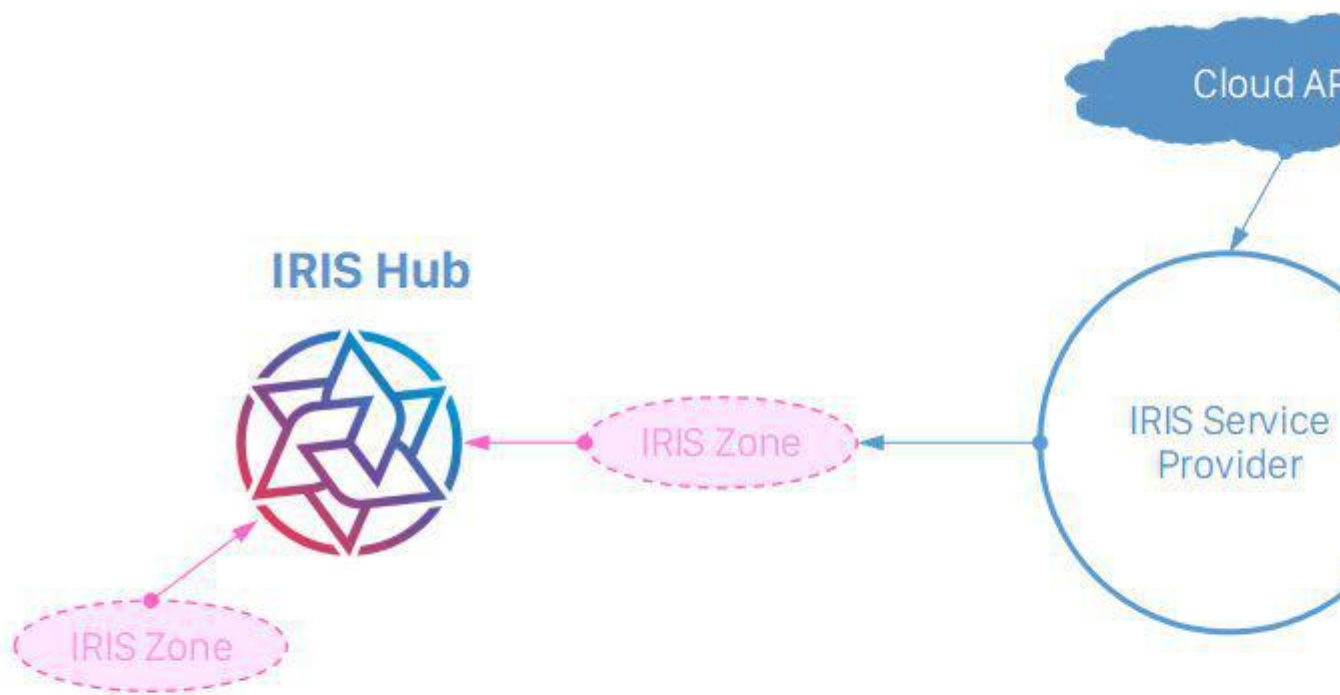 Cloud AP
IRIS Hub
IRIS Service
Provider
IRIS Zone
IRIS Zone